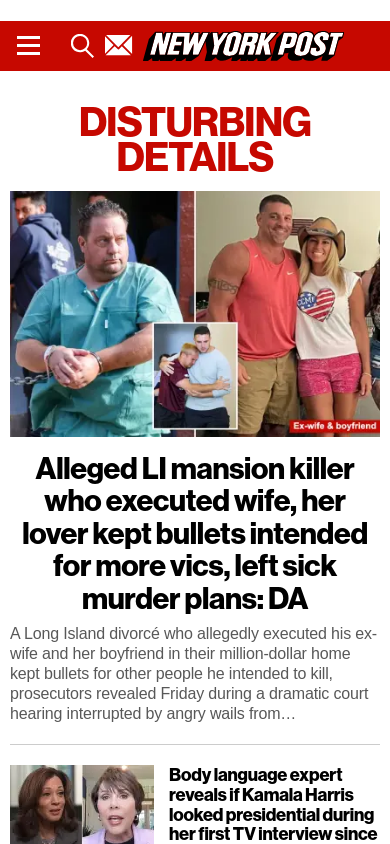 NEW YORK POST
DISTURBING
DETAILS
Ex-wife & boyfriend
Alleged LI mansion killer
who executed wife, her
lover kept bullets intended
for more vics, left sick
murder plans: DA
A Long Island divorcé who allegedly executed his ex-
wife and her boyfriend in their million-dollar home
kept bullets for other people he intended to kill,
prosecutors revealed Friday during a dramatic court
hearing interrupted by angry wails from…
Body language expert
reveals if Kamala Harris
looked presidential during
her first TV interview since